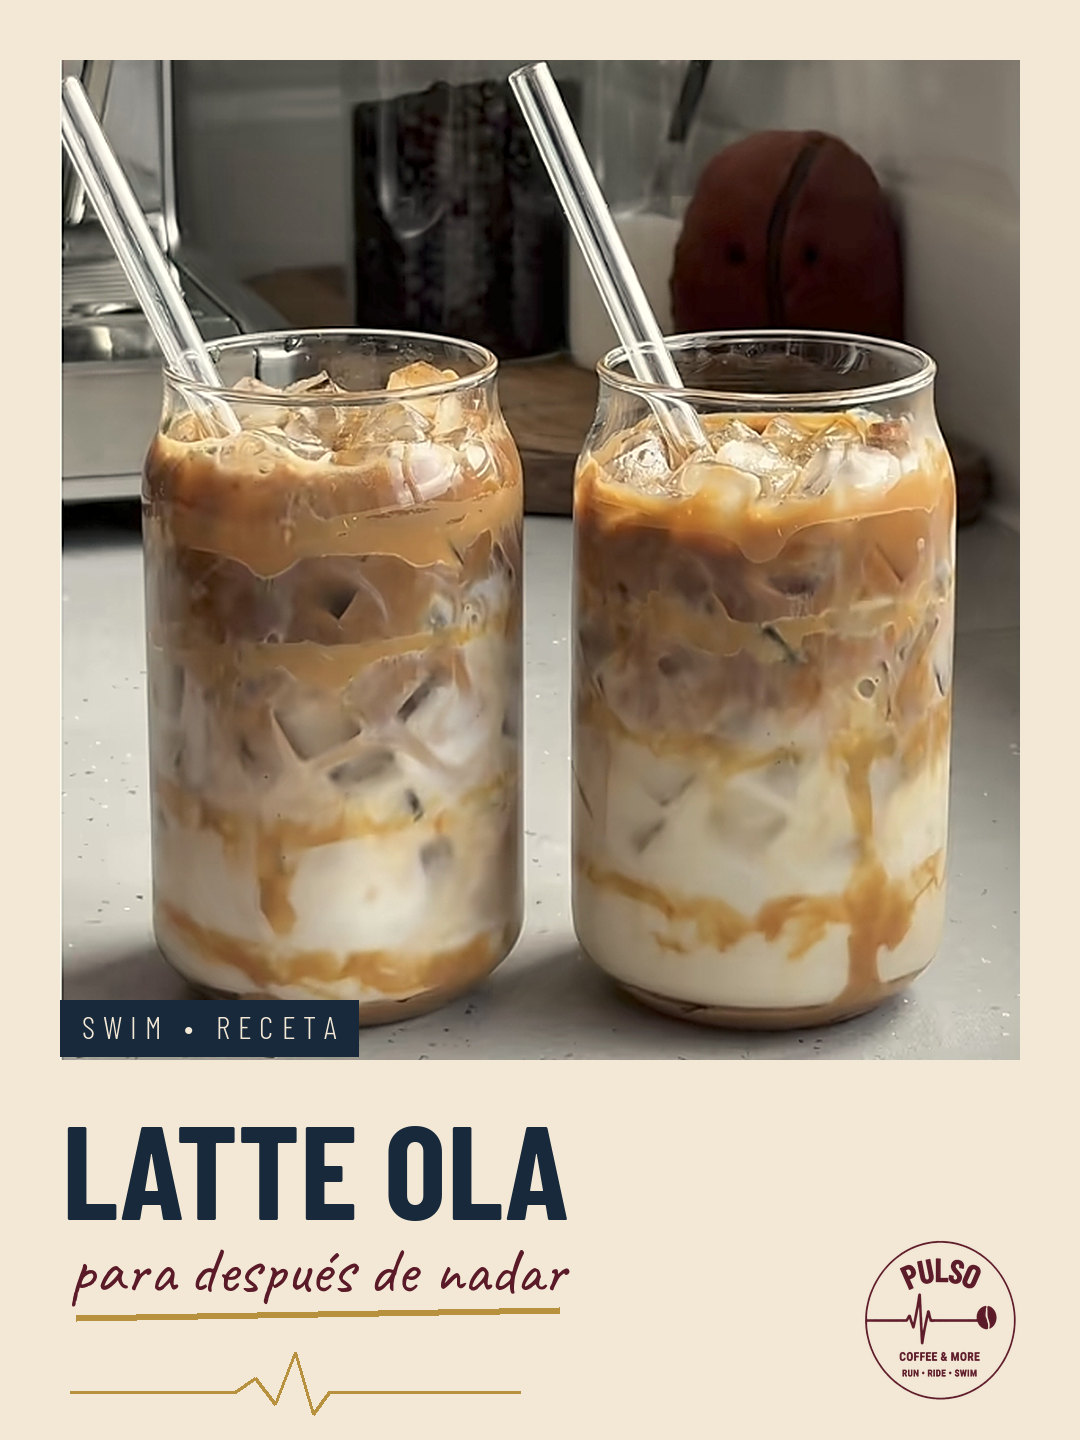 SWIM • RECETA
LATTE OLA
para después de nadar
PULSO
COFFEE & MORE
RUN • RIDE • SWIM